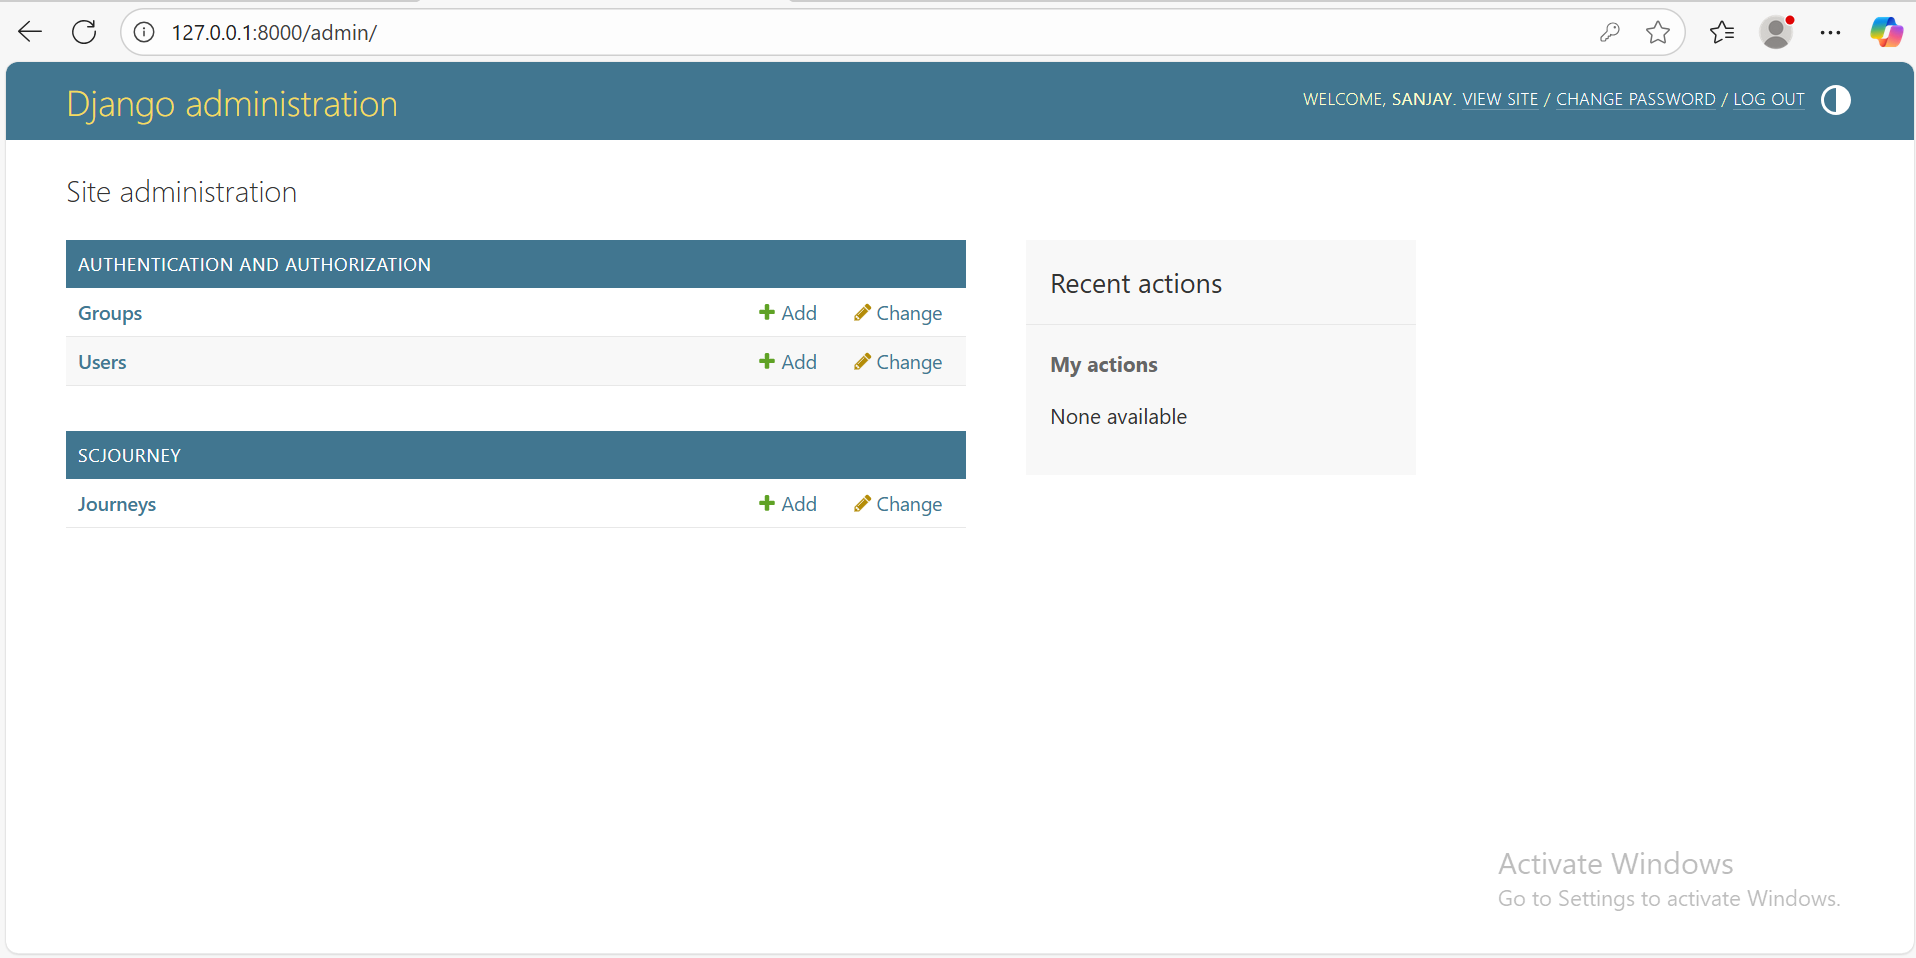 127.0.0.1:8000/admin/
Django administration
WELCOME, SANJAY. VIEW SITE / CHANGE PASSWORD / LOG OUT
Site administration
AUTHENTICATION AND AUTHORIZATION
Groups Add Change
Users Add Change
SCJOURNEY
Journeys Add Change
Recent actions
My actions
None available
Activate Windows
Go to Settings to activate Windows.